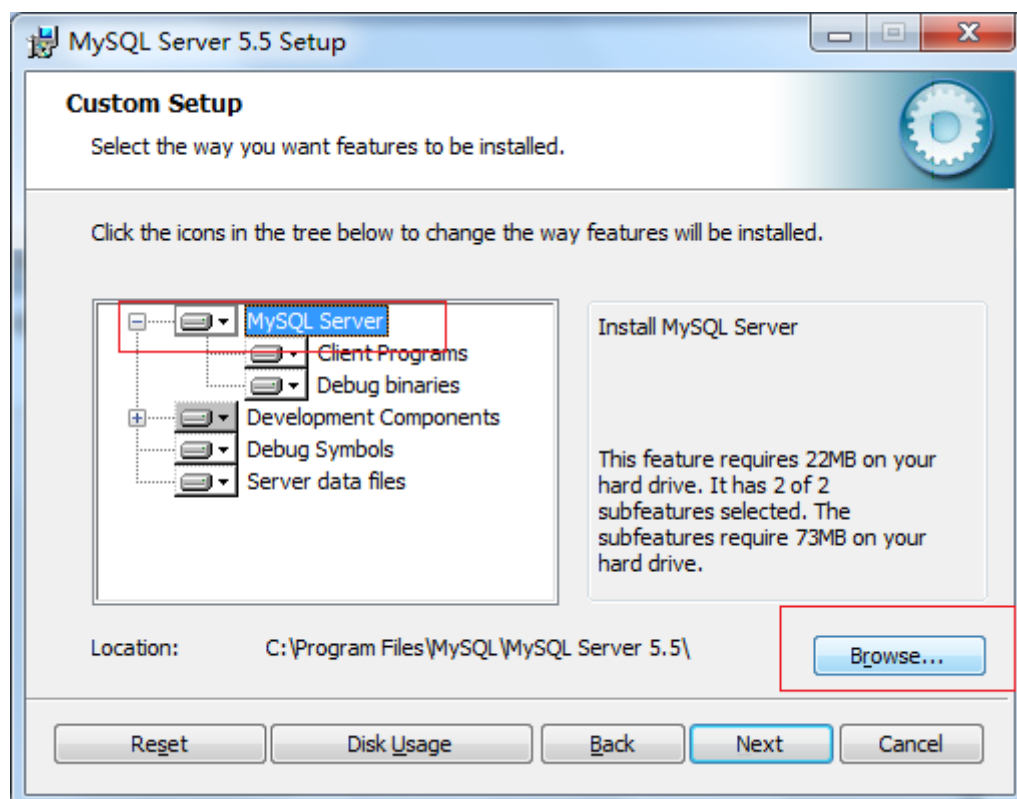 MySQL Server 5.5 Setup
Custom Setup
Select the way you want features to be installed.
Click the icons in the tree below to change the way features will be installed.
MySQL Server
Client Programs
Debug binaries
Development Components
Debug Symbols
Server data files
Install MySQL Server
This feature requires 22MB on your
hard drive. It has 2 of 2
subfeatures selected. The
subfeatures require 73MB on your
hard drive.
Location: C:\Program Files\MySQL\MySQL Server 5.5\
Browse...
Reset Disk Usage Back Next Cancel